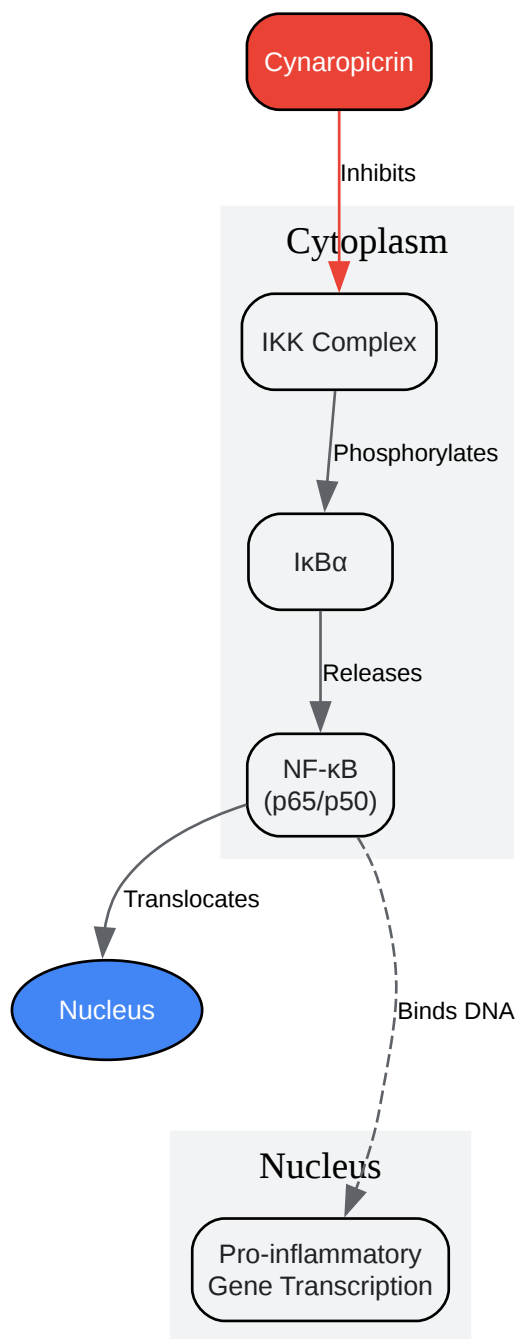 Cynaropicrin
Inhibits
Cytoplasm
IKK Complex
Phosphorylates
IκBα
Releases
NF-κB
(p65/p50)
Translocates
Nucleus
Binds DNA
Nucleus
Pro-inflammatory
Gene Transcription